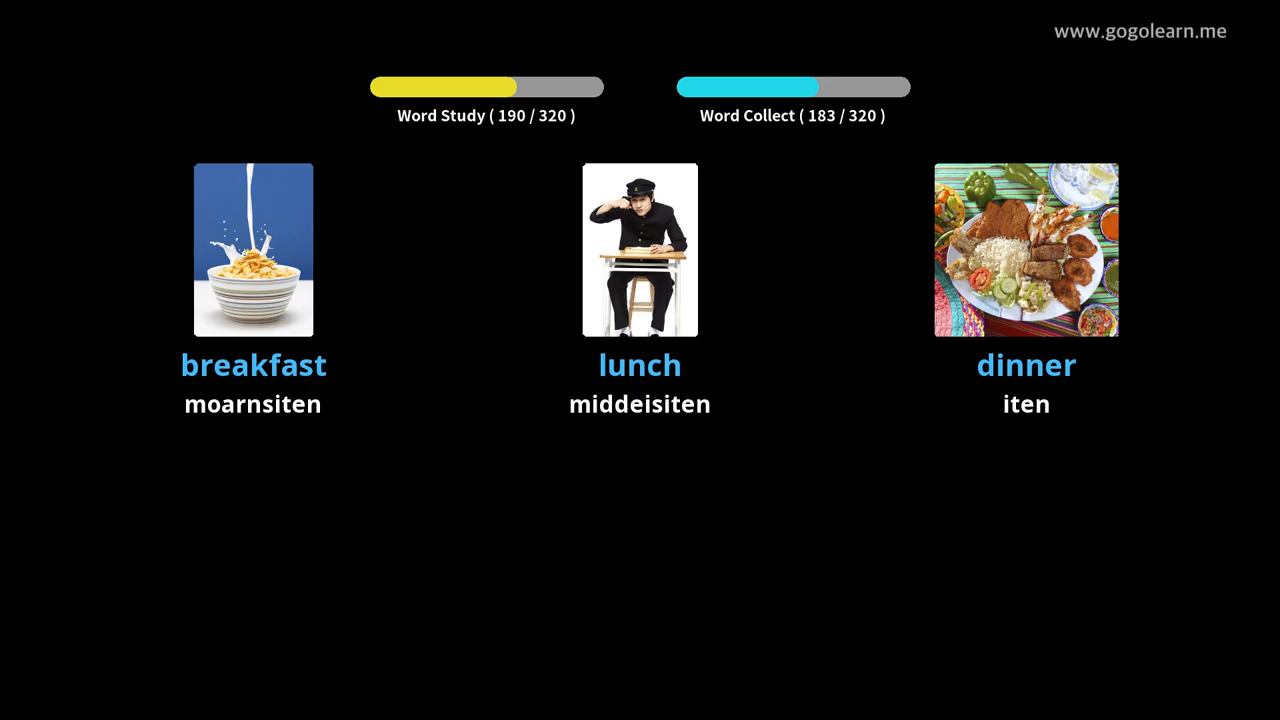 www.gogolearn.me
Word Study ( 190 / 320 )
Word Collect ( 183 / 320 )
breakfast
moarnsiten
lunch
middeisiten
dinner
iten